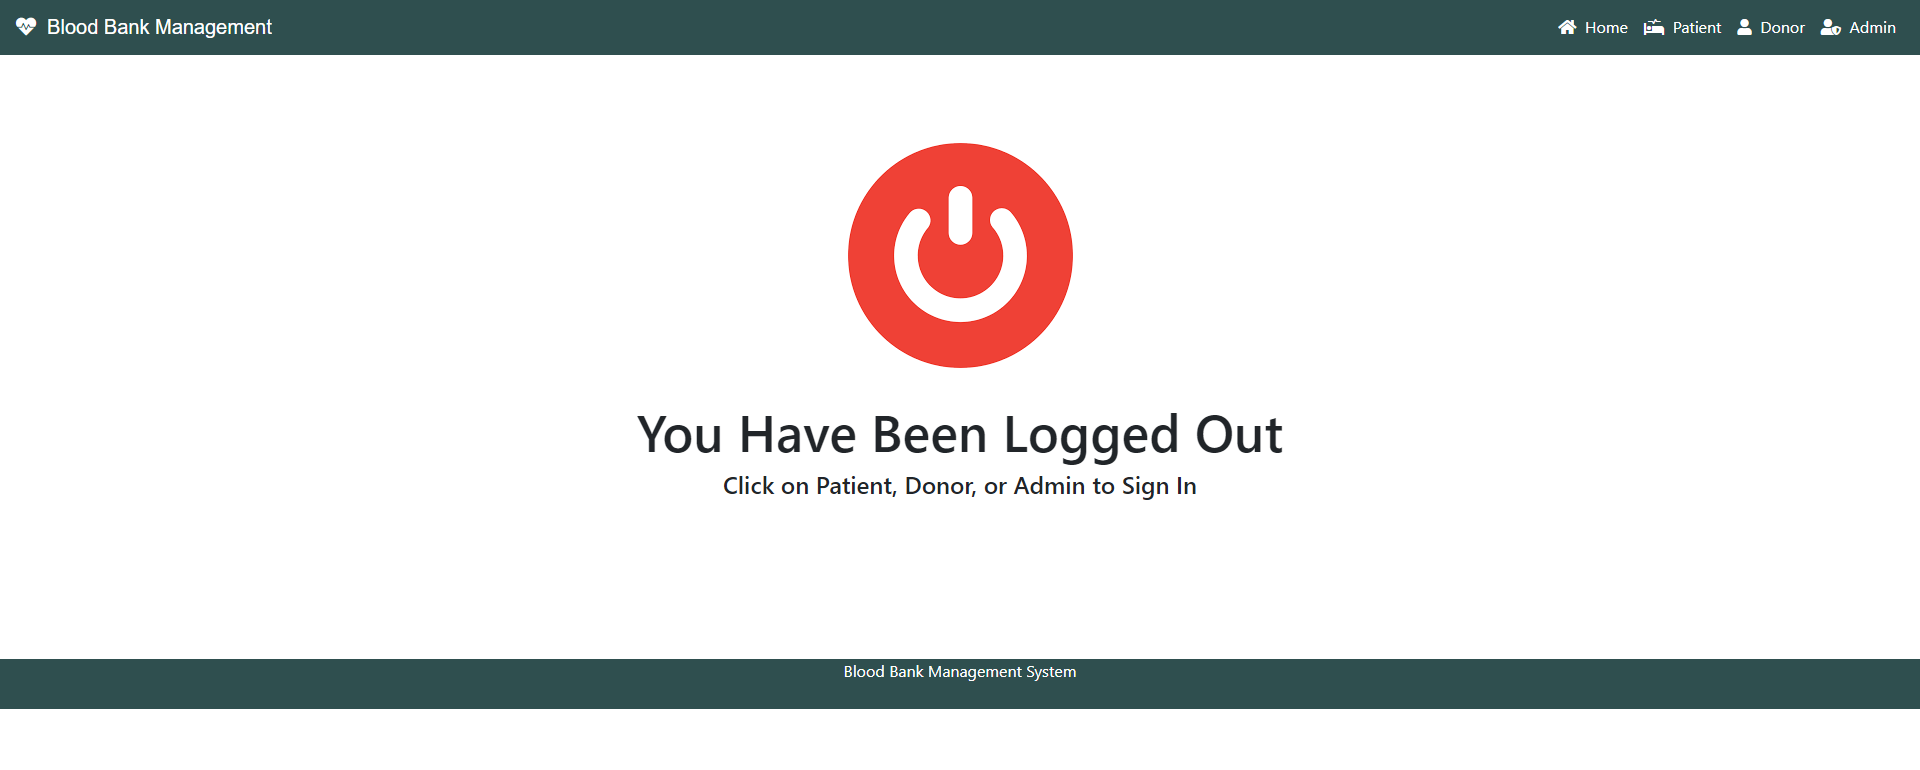 Blood Bank Management
Home Patient Donor Admin
You Have Been Logged Out
Click on Patient, Donor, or Admin to Sign In
Blood Bank Management System